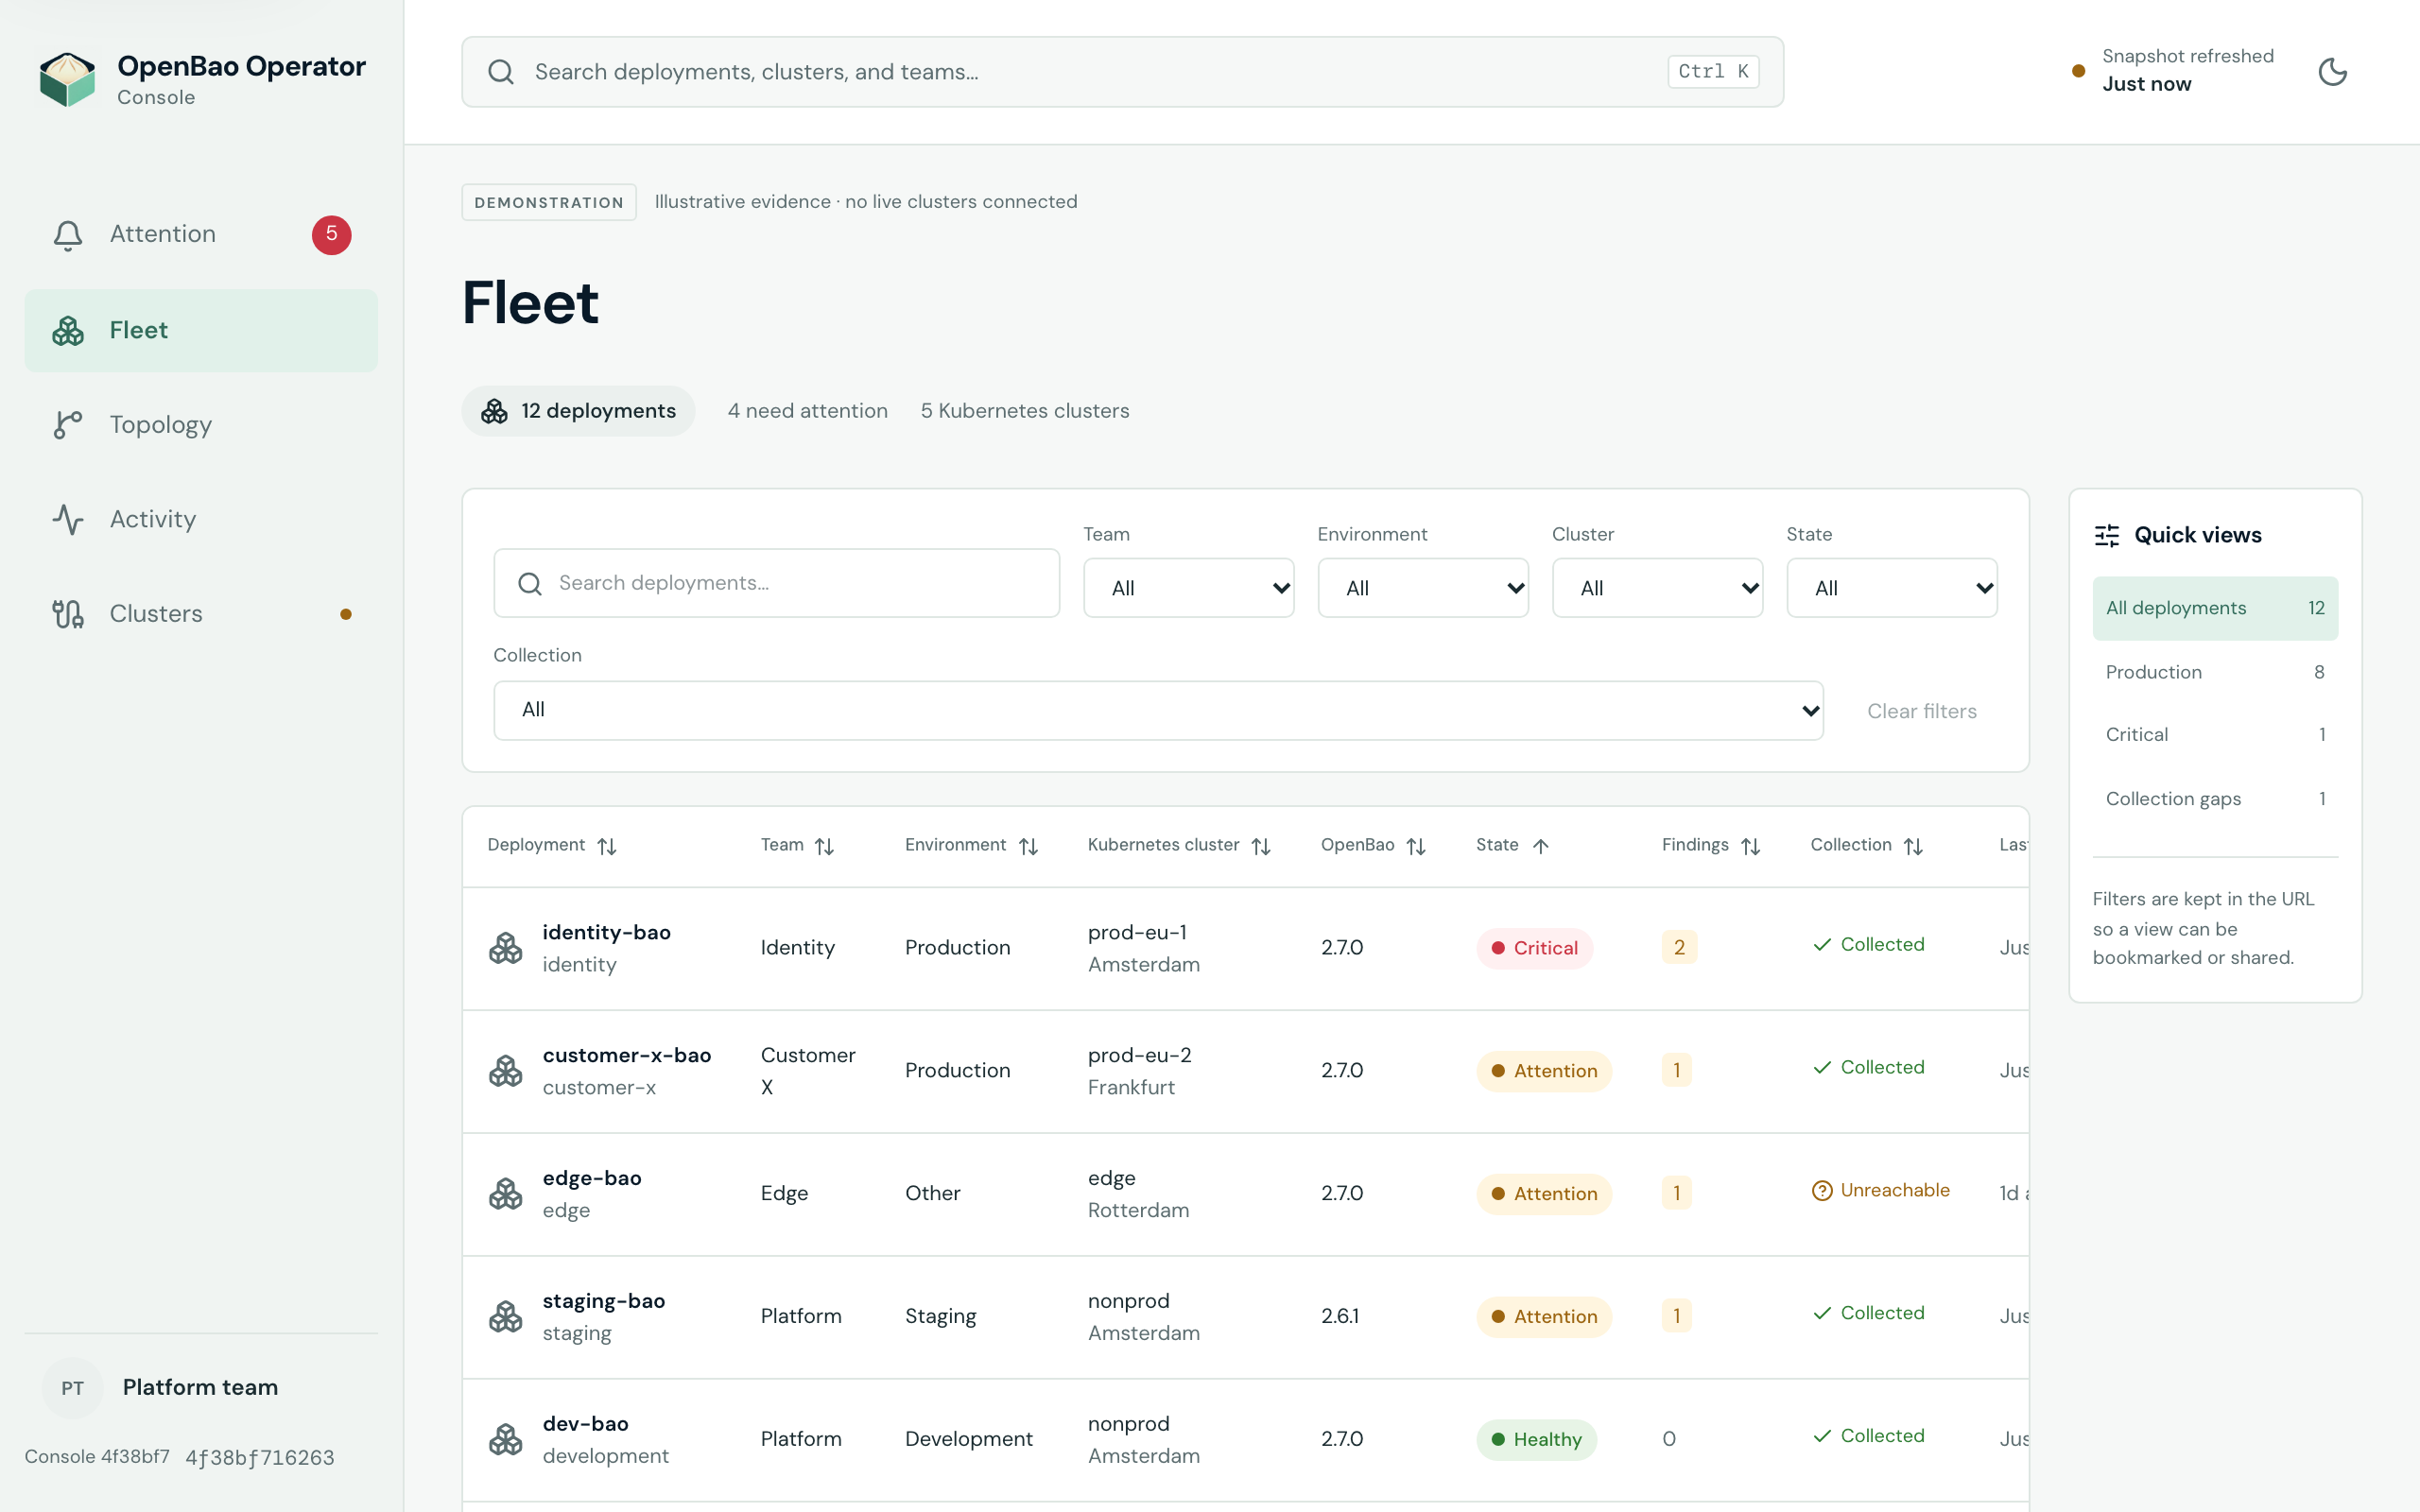 OpenBao Operator
Console
Search deployments, clusters, and teams...
Ctrl K
Snapshot refreshed
Just now
Attention 5
Fleet
Topology
Activity
Clusters
Platform team
PT
Console 4f38bf7 4f38bf716263
DEMONSTRATION Illustrative evidence · no live clusters connected
Fleet
12 deployments 4 need attention 5 Kubernetes clusters
Search deployments...
Team
All
Environment
All
Cluster
All
State
All
Collection
All
Clear filters
Deployment Team Environment Kubernetes cluster OpenBao State Findings Collection Las
identity-bao
identity
Identity Production
prod-eu-1
Amsterdam
2.7.0 Critical 2 Collected Jus
customer-x-bao
customer-x
Customer
X
Production
prod-eu-2
Frankfurt
2.7.0 Attention 1 Collected Jus
edge-bao
edge
Edge Other
edge
Rotterdam
2.7.0 Attention 1 Unreachable 1d
staging-bao
staging
Platform Staging
nonprod
Amsterdam
2.6.1 Attention 1 Collected Jus
dev-bao
development
Platform Development
nonprod
Amsterdam
2.7.0 Healthy 0 Collected Jus
Quick views
All deployments 12
Production 8
Critical 1
Collection gaps 1
Filters are kept in the URL
so a view can be
bookmarked or shared.